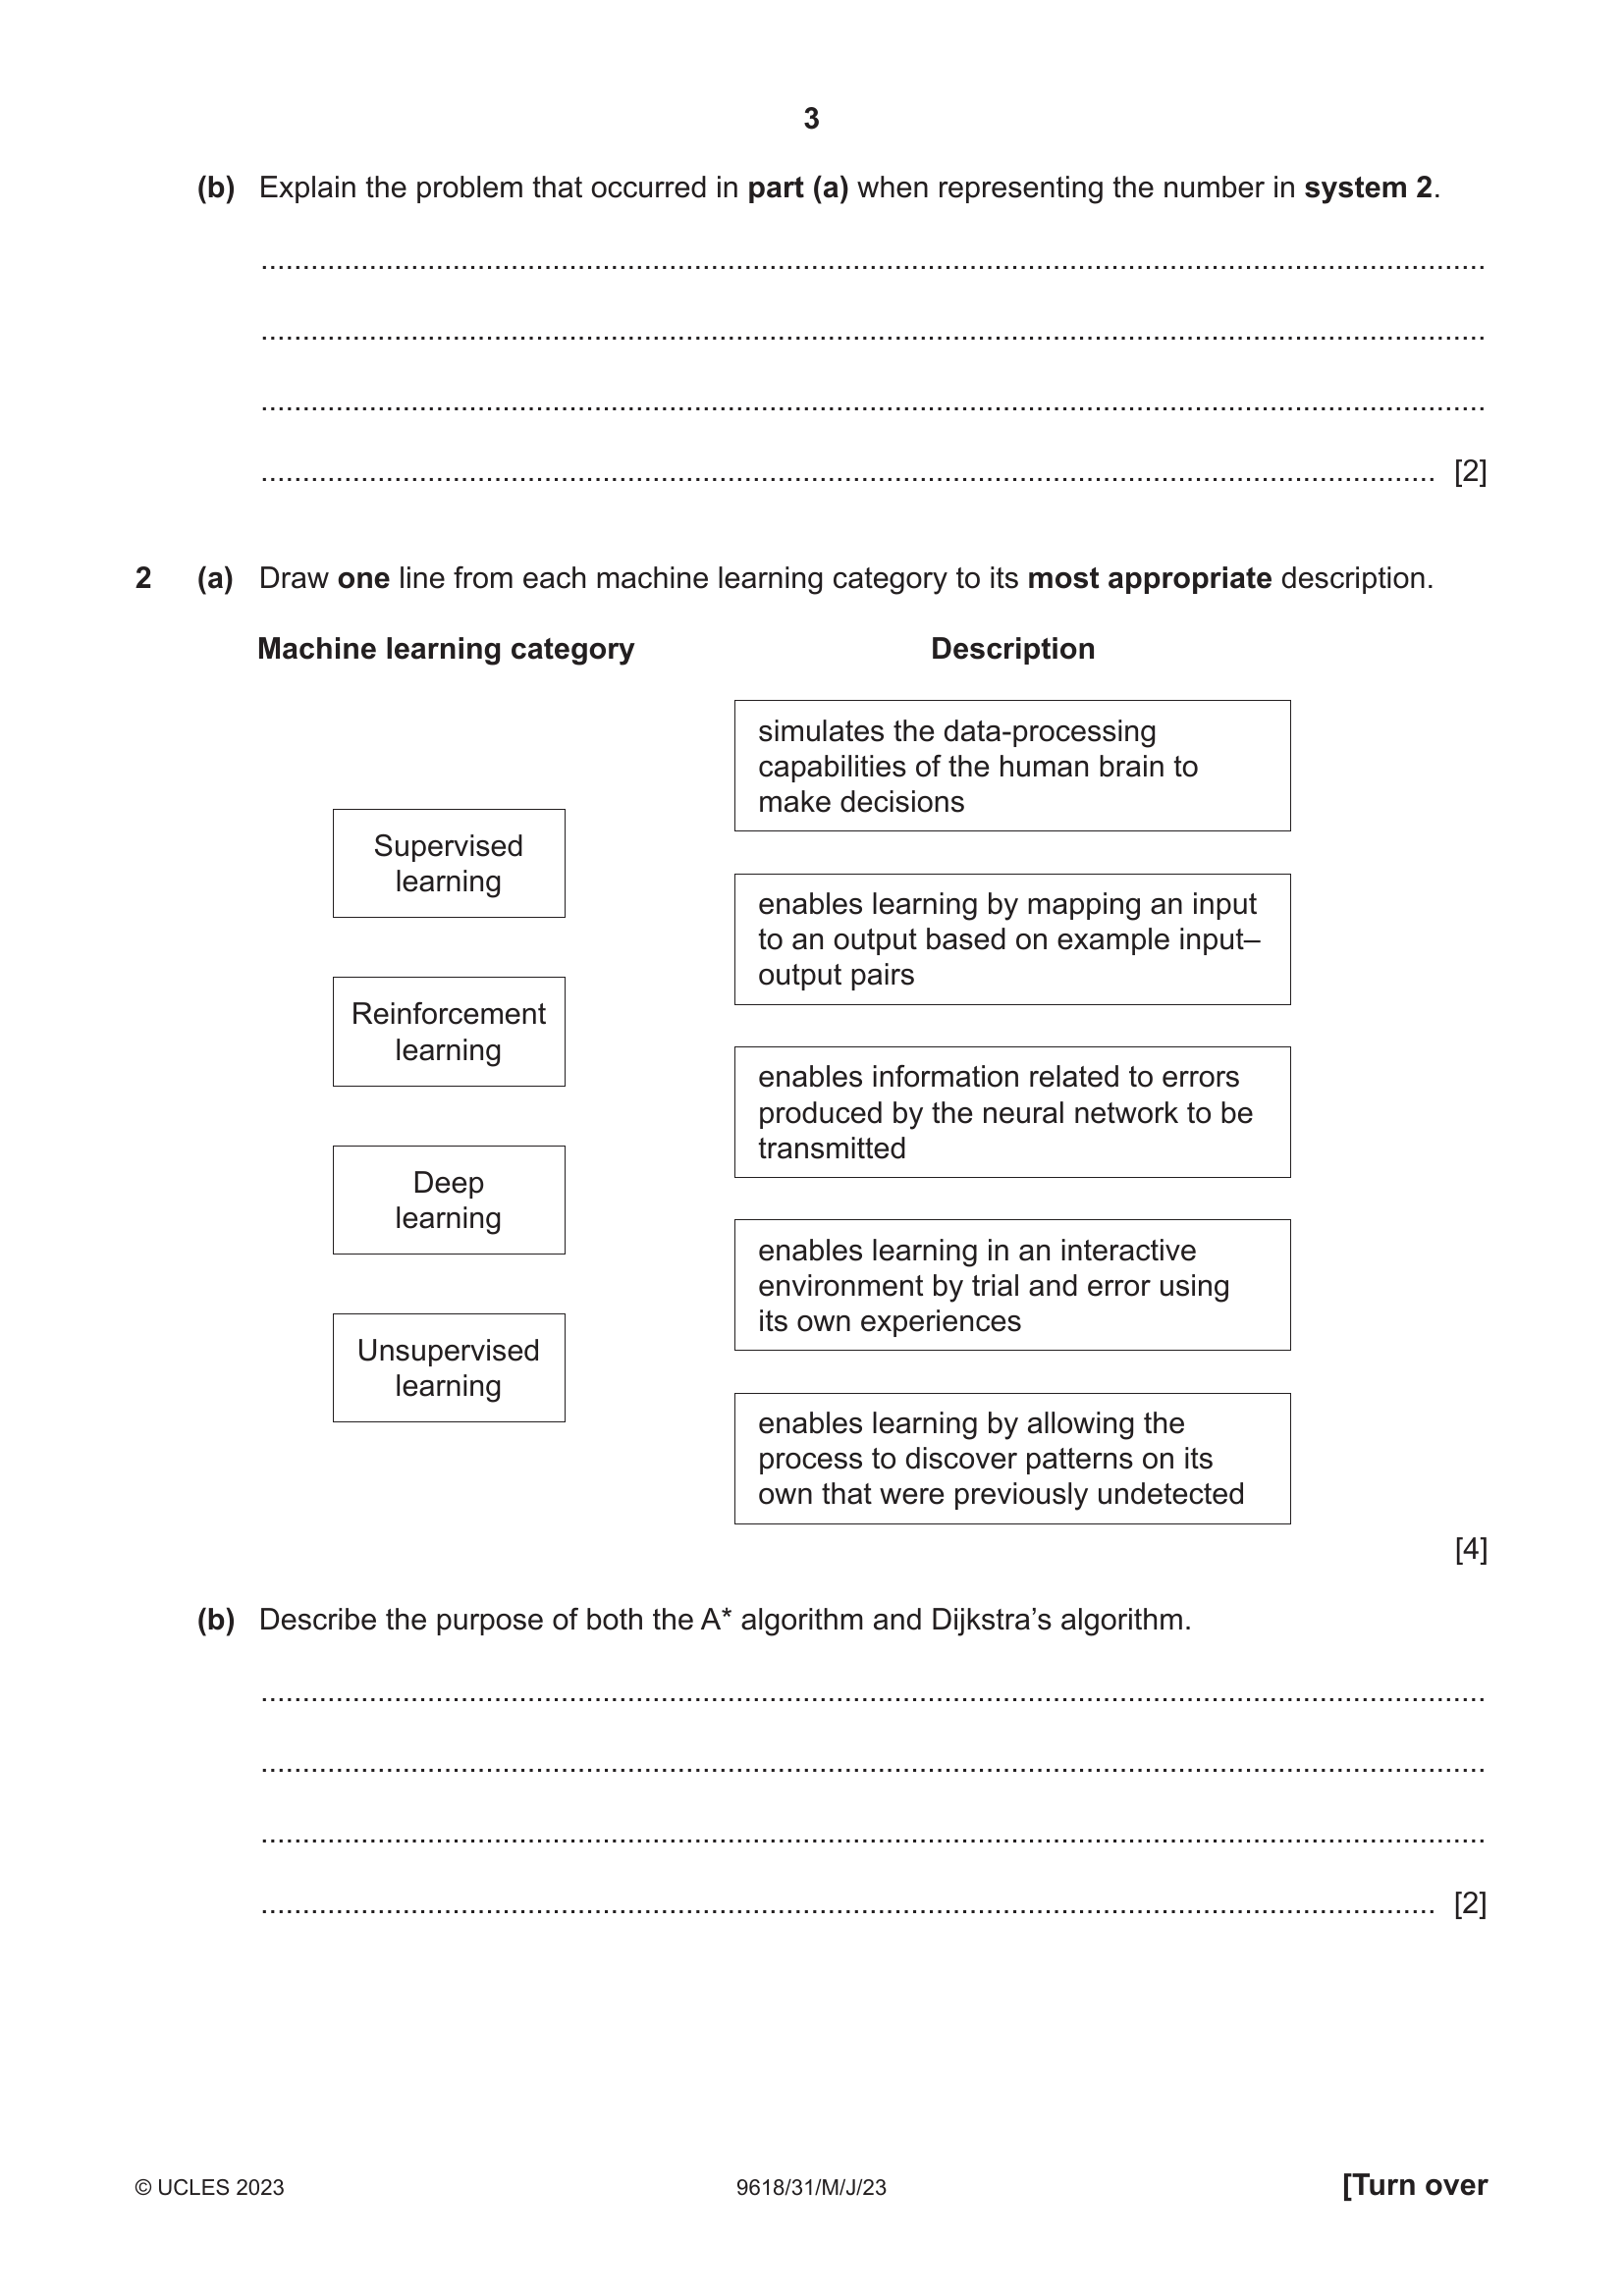 3
(b) Explain the problem that occurred in part (a) when representing the number in system 2.
[2]
2 (a) Draw one line from each machine learning category to its most appropriate description.
Machine learning category Description
simulates the data-processing
capabilities of the human brain to
make decisions
Supervised
learning
enables learning by mapping an input
to an output based on example input–
output pairs
Reinforcement
learning
enables information related to errors
produced by the neural network to be
transmitted
Deep
learning
enables learning in an interactive
environment by trial and error using
its own experiences
Unsupervised
learning
enables learning by allowing the
process to discover patterns on its
own that were previously undetected
[4]
(b) Describe the purpose of both the A* algorithm and Dijkstra’s algorithm.
[2]
© UCLES 2023 9618/31/M/J/23 [Turn over